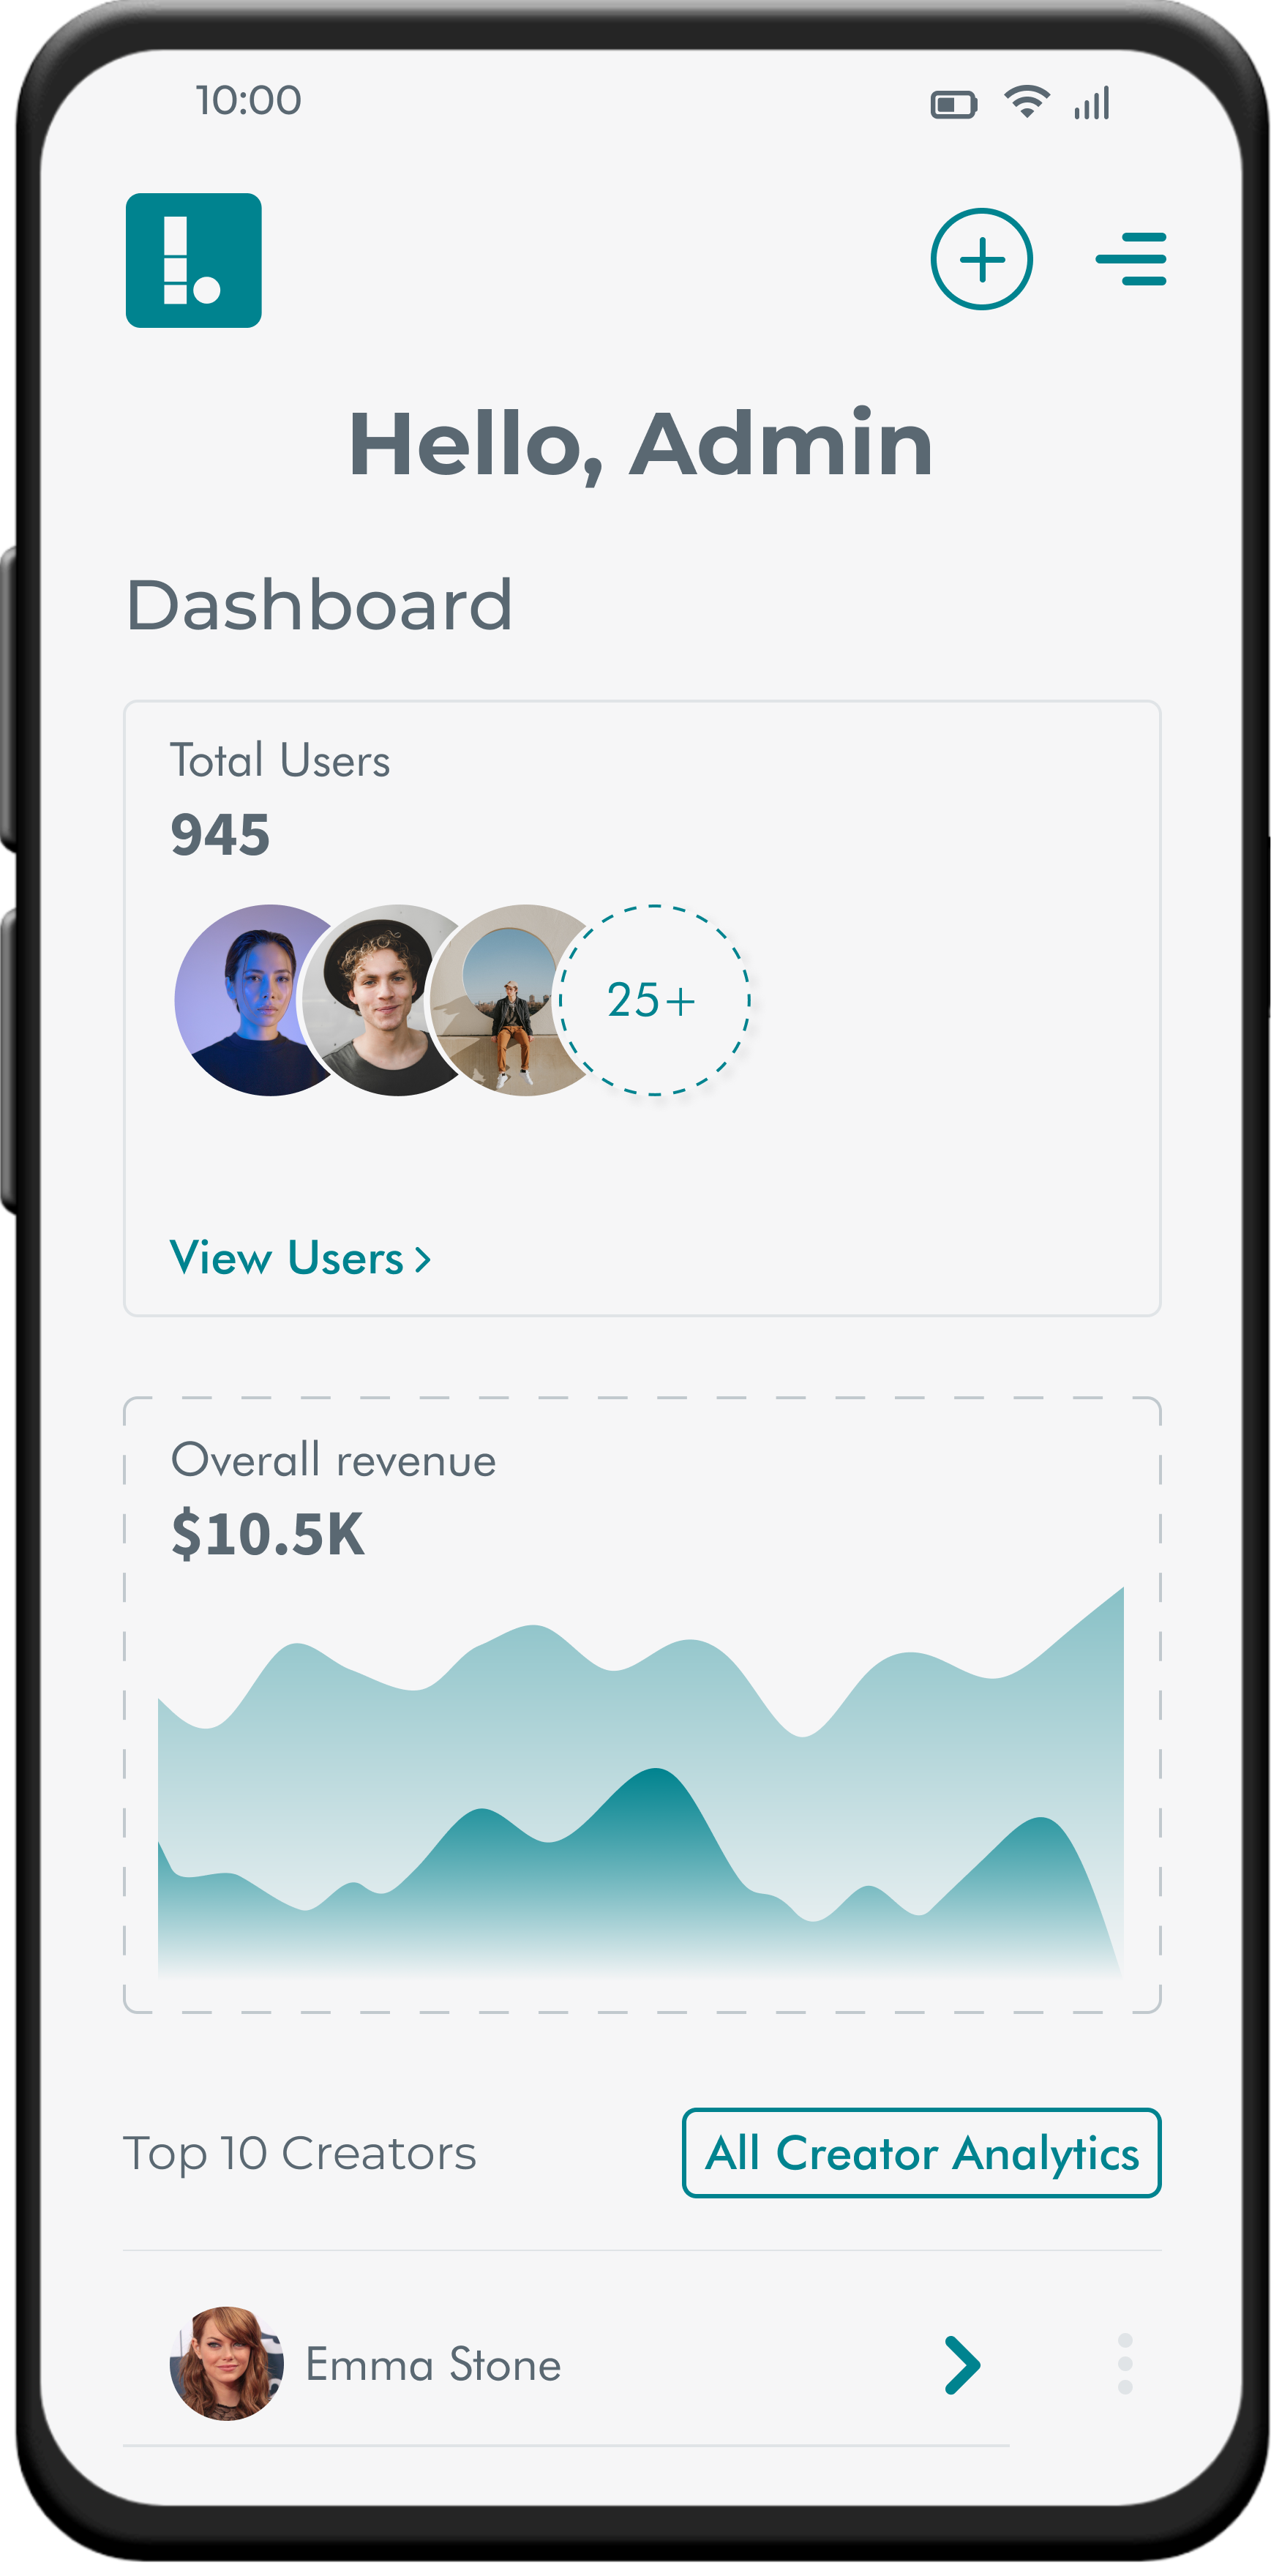 10:00
Hello, Admin
Dashboard
Total Users
945
25+
View Users
Overall revenue
$10.5K
Top 10 Creators
All Creator Analytics
Emma Stone